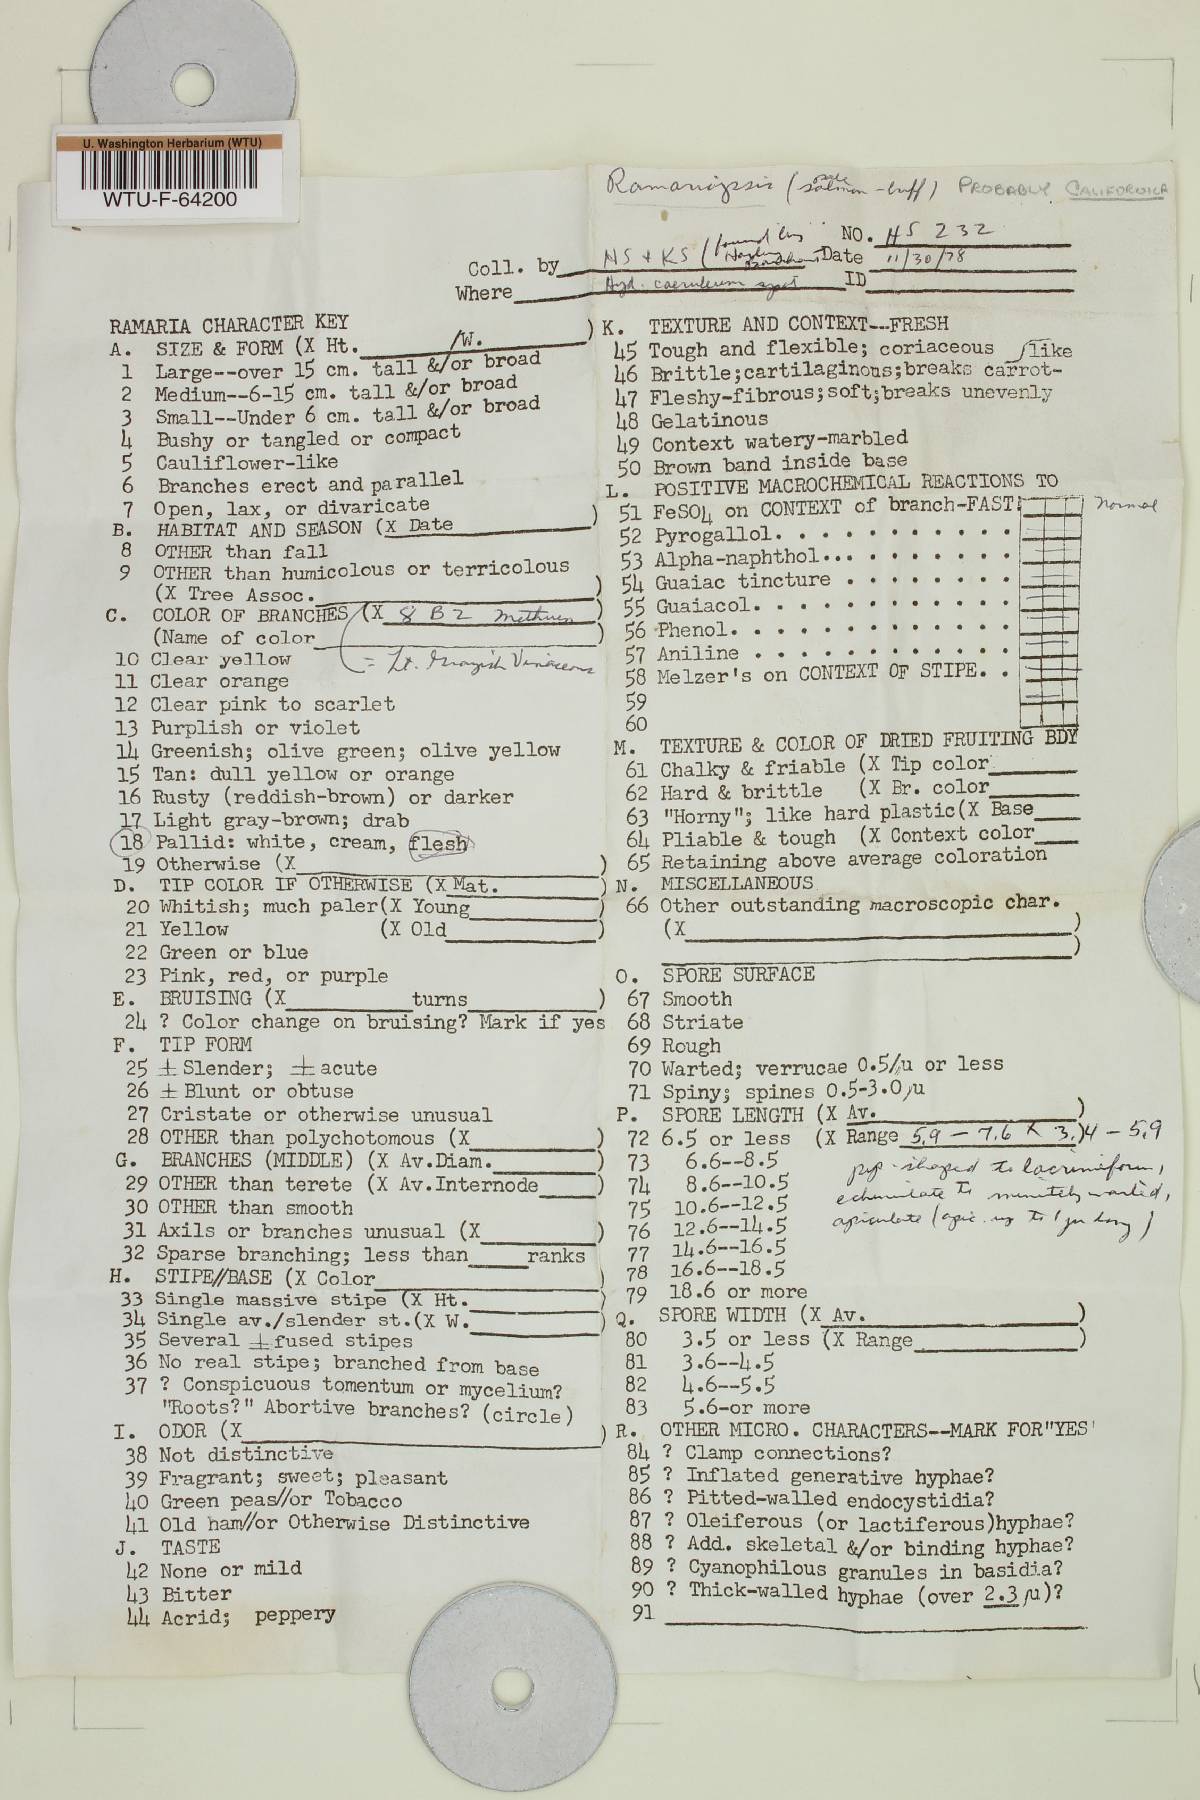 U. Washington Herbarium (WTU)
WTU-F-64200
Ramariopsis (pale salmon-buff) PROBABLY CALIFORNICA
NO. HS 232
Coll. by HS + KS (found by Date 11/30/78
Where Hyd. caeruleum spot ID
RAMARIA CHARACTER KEY
A. SIZE & FORM (X Ht. /W. )
1 Large--over 15 cm. tall &/or broad
2 Medium--6-15 cm. tall &/or broad
3 Small--Under 6 cm. tall &/or broad
4 Bushy or tangled or compact
5 Cauliflower-like
6 Branches erect and parallel
7 Open, lax, or divaricate
B. HABITAT AND SEASON (X Date )
8 OTHER than fall
9 OTHER than humicolous or terricolous
(X Tree Assoc. )
C. COLOR OF BRANCHES (X 8 B 2 Methuen )
(Name of color )
= Lt. Grayish Vinaceous
10 Clear yellow
11 Clear orange
12 Clear pink to scarlet
13 Purplish or violet
14 Greenish; olive green; olive yellow
15 Tan: dull yellow or orange
16 Rusty (reddish-brown) or darker
17 Light gray-brown; drab
18 Pallid: white, cream, flesh
19 Otherwise (X )
D. TIP COLOR IF OTHERWISE (X Mat. )
20 Whitish; much paler(X Young )
21 Yellow (X Old )
22 Green or blue
23 Pink, red, or purple
E. BRUISING (X turns )
24 ? Color change on bruising? Mark if yes
F. TIP FORM
25 ± Slender; ± acute
26 ± Blunt or obtuse
27 Cristate or otherwise unusual
28 OTHER than polychotomous (X )
G. BRANCHES (MIDDLE) (X Av.Diam. )
29 OTHER than terete (X Av.Internode )
30 OTHER than smooth
31 Axils or branches unusual (X )
32 Sparse branching; less than ranks
H. STIPE//BASE (X Color )
33 Single massive stipe (X Ht. )
34 Single av./slender st.(X W. )
35 Several ± fused stipes
36 No real stipe; branched from base
37 ? Conspicuous tomentum or mycelium?
"Roots?" Abortive branches? (circle)
I. ODOR (X )
38 Not distinctive
39 Fragrant; sweet; pleasant
40 Green peas//or Tobacco
41 Old ham//or Otherwise Distinctive
J. TASTE
42 None or mild
43 Bitter
44 Acrid; peppery
K. TEXTURE AND CONTEXT--FRESH
45 Tough and flexible; coriaceous /like
46 Brittle;cartilaginous;breaks carrot-
47 Fleshy-fibrous;soft;breaks unevenly
48 Gelatinous
49 Context watery-marbled
50 Brown band inside base
L. POSITIVE MACROCHEMICAL REACTIONS TO
51 FeSO4 on CONTEXT of branch-FAST: Normal
52 Pyrogallol. . . . . . . . . . .
53 Alpha-naphthol... . . . . . . . .
54 Guaiac tincture . . . . . . . .
55 Guaiacol. . . . . . . . . . . .
56 Phenol. . . . . . . . . . . . .
57 Aniline . . . . . . . . . . . .
58 Melzer's on CONTEXT OF STIPE. .
59
60
M. TEXTURE & COLOR OF DRIED FRUITING BDY
61 Chalky & friable (X Tip color
62 Hard & brittle (X Br. color
63 "Horny"; like hard plastic(X Base
64 Pliable & tough (X Context color
65 Retaining above average coloration
N. MISCELLANEOUS
66 Other outstanding macroscopic char.
(X )
)
O. SPORE SURFACE
67 Smooth
68 Striate
69 Rough
70 Warted; verrucae 0.5/u or less
71 Spiny; spines 0.5-3.0/u
P. SPORE LENGTH (X Av. )
72 6.5 or less (X Range 5.9 – 7.6 X 3.)4 – 5.9
73 6.6--8.5
74 8.6--10.5
75 10.6--12.5
76 12.6--14.5
77 14.6--16.5
78 16.6--18.5
79 18.6 or more
pip-shaped to lacrimiform,
echinulate to minutely warted,
apiculate (apic. up to 1 µm long)
Q. SPORE WIDTH (X Av. )
80 3.5 or less (X Range )
81 3.6--4.5
82 4.6--5.5
83 5.6-or more
R. OTHER MICRO. CHARACTERS--MARK FOR"YES'
84 ? Clamp connections?
85 ? Inflated generative hyphae?
86 ? Pitted-walled endocystidia?
87 ? Oleiferous (or lactiferous)hyphae?
88 ? Add. skeletal &/or binding hyphae?
89 ? Cyanophilous granules in basidia?
90 ? Thick-walled hyphae (over 2.3 /u)?
91